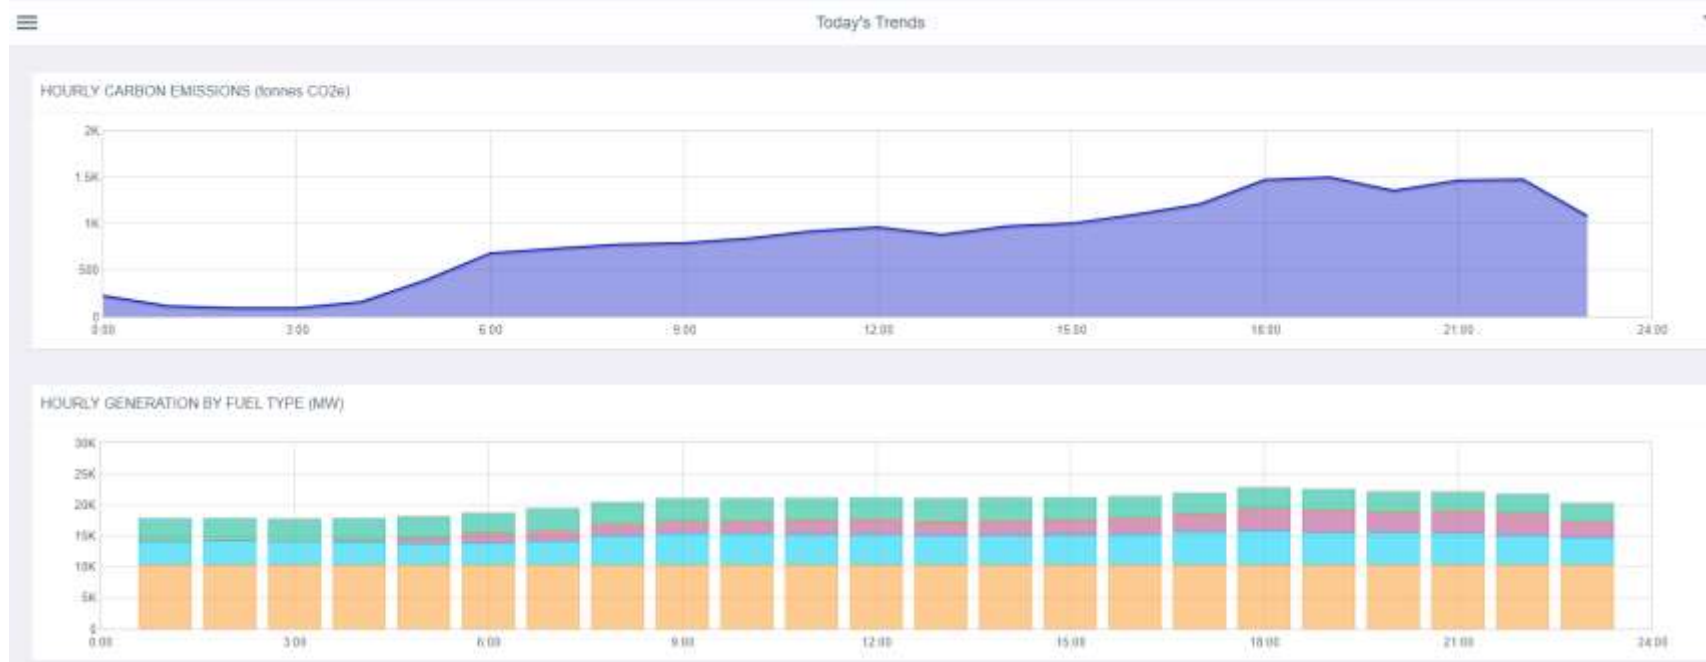 Today's Trends
HOURLY CARBON EMISSIONS (tonnes CO2e)
2K
1.5K
1K
500
0
0:00 3:00 6:00 9:00 12:00 15:00 18:00 21:00 24:00
HOURLY GENERATION BY FUEL TYPE (MW)
30K
25K
20K
15K
10K
5K
0
0:00 3:00 6:00 9:00 12:00 15:00 18:00 21:00 24:00